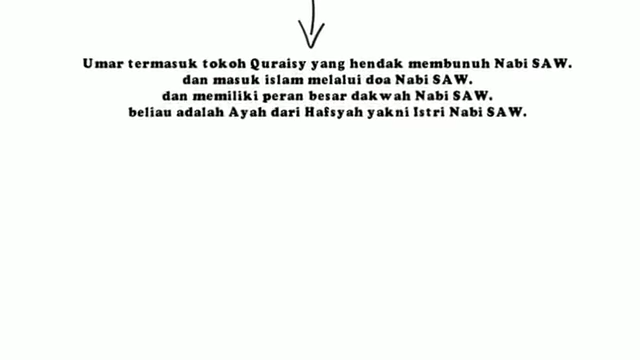 Umar termasuk tokoh Quraisy yang hendak membunuh Nabi SAW.
dan masuk islam melalui doa Nabi SAW.
dan memiliki peran besar dakwah Nabi SAW.
beliau adalah Ayah dari Hafsyah yakni Istri Nabi SAW.